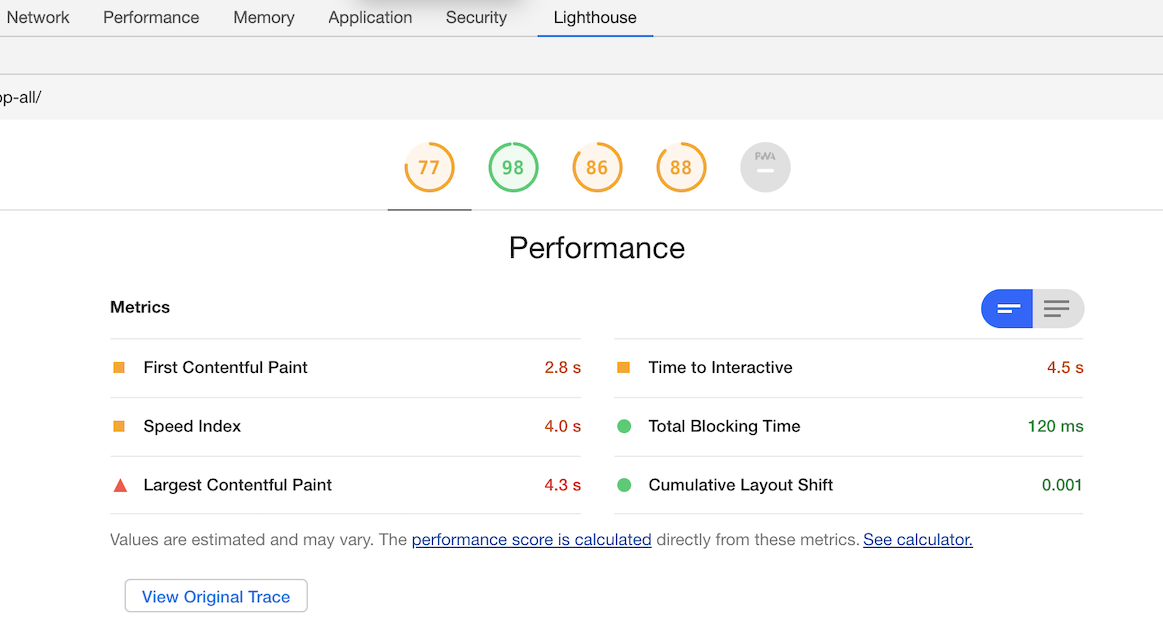 Network Performance Memory Application Security Lighthouse
op-all/
77 98 86 88 PWA
Performance
Metrics
First Contentful Paint 2.8 s
Time to Interactive 4.5 s
Speed Index 4.0 s
Total Blocking Time 120 ms
Largest Contentful Paint 4.3 s
Cumulative Layout Shift 0.001
Values are estimated and may vary. The performance score is calculated directly from these metrics. See calculator.
View Original Trace